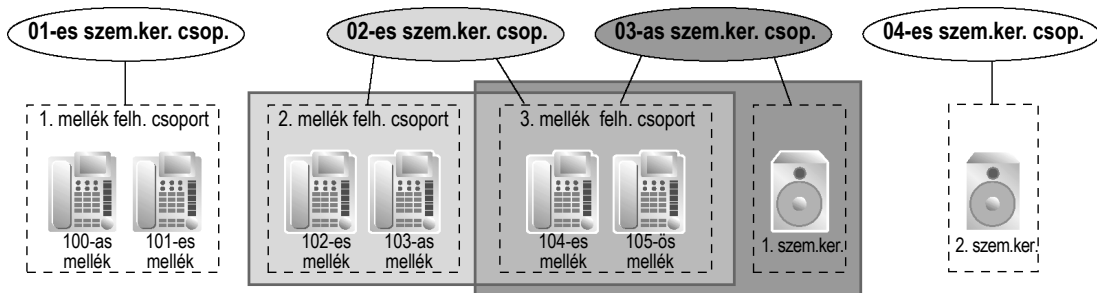 01-es szem.ker. csop.
02-es szem.ker. csop.
03-as szem.ker. csop.
04-es szem.ker. csop.
1. mellék felh. csoport
2. mellék felh. csoport
3. mellék felh. csoport
100-as mellék
101-es mellék
102-es mellék
103-as mellék
104-es mellék
105-ös mellék
1. szem.ker.
2. szem.ker.